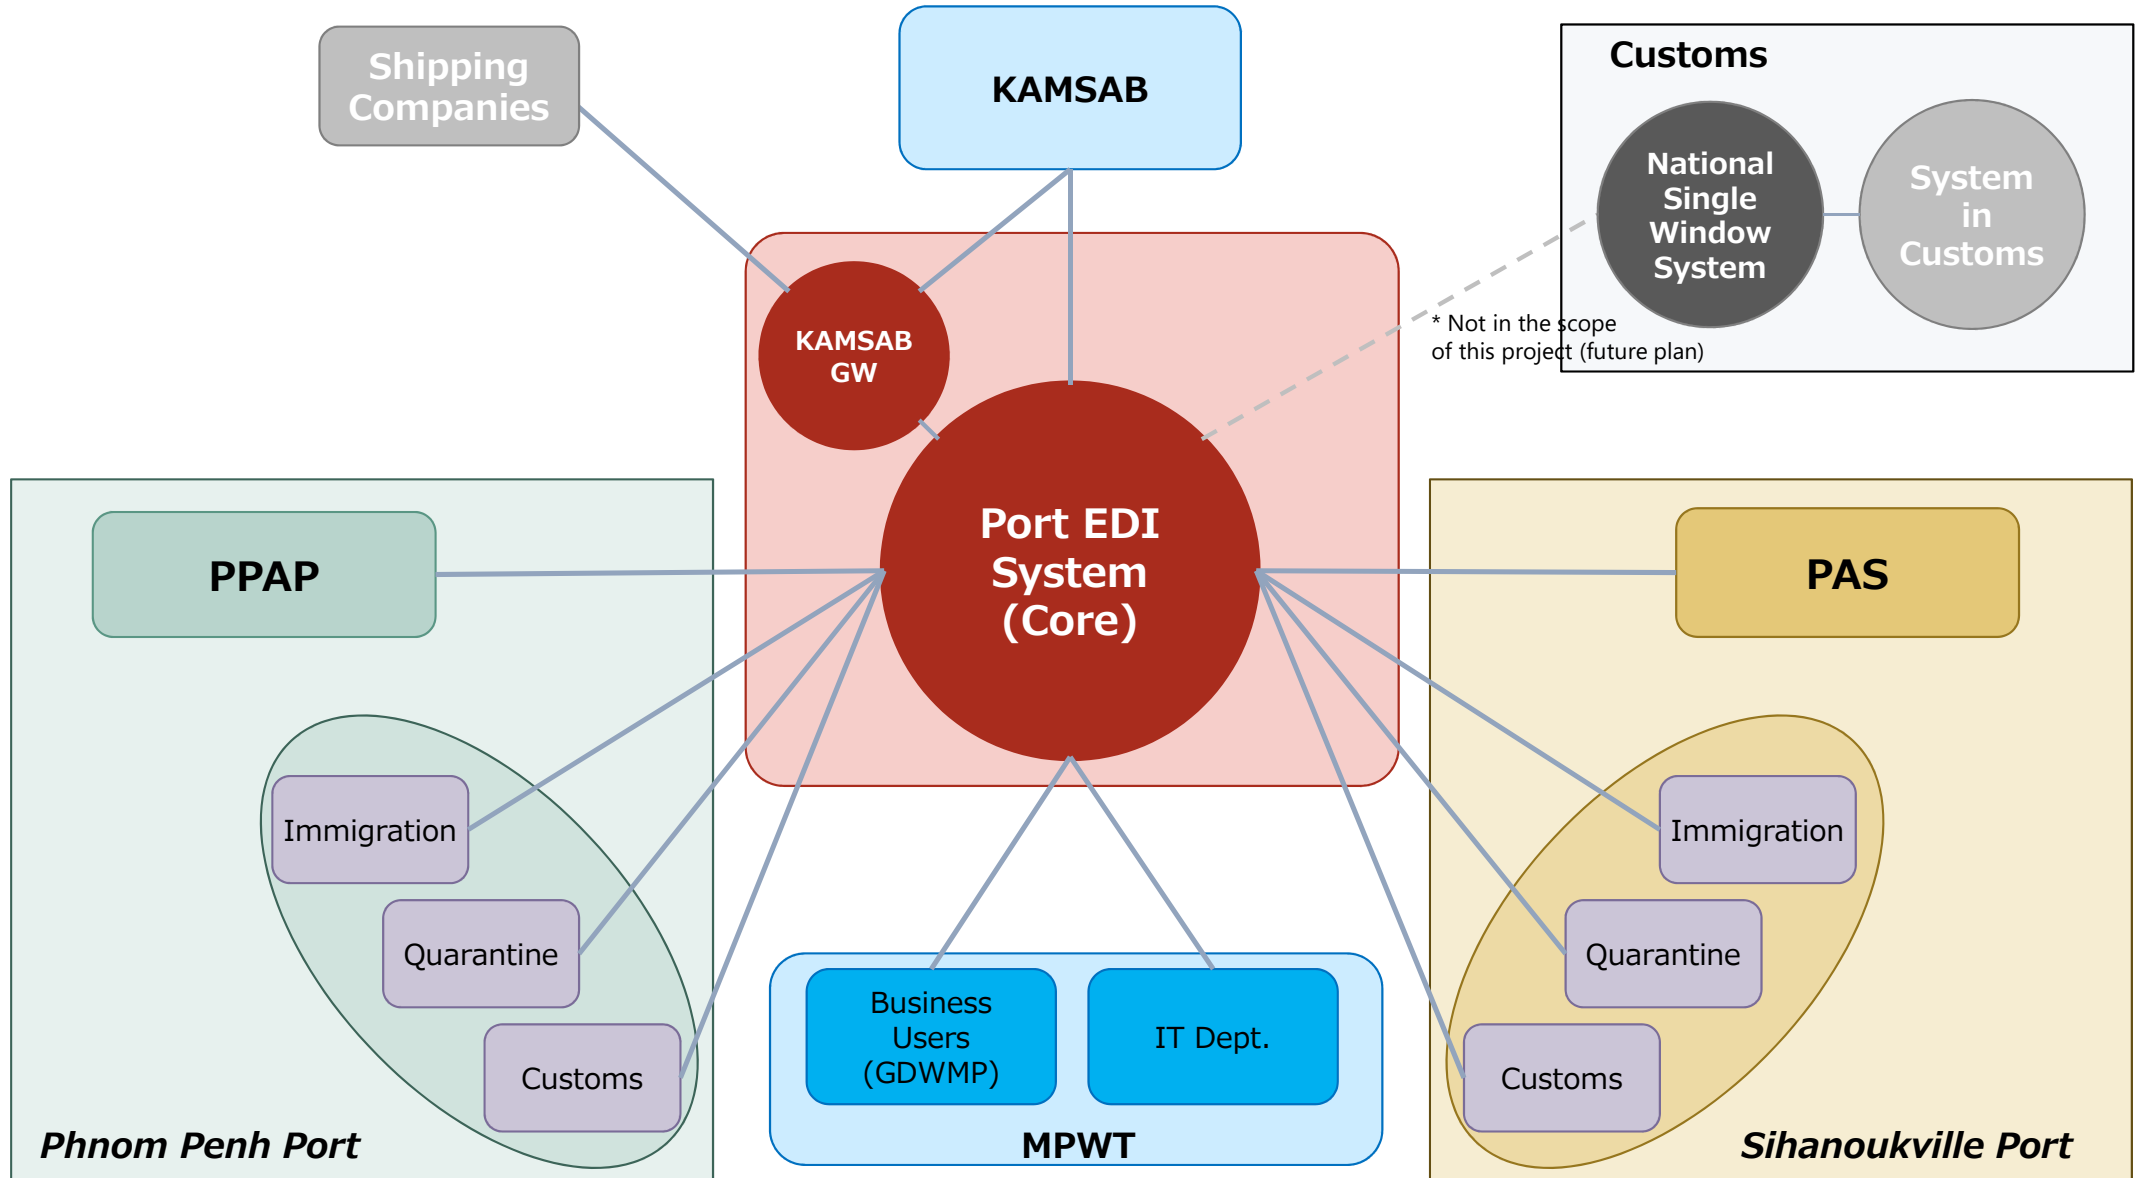 Shipping
Companies
KAMSAB
Customs
National
Single
Window
System
System
in
Customs
* Not in the scope
of this project (future plan)
KAMSAB
GW
Port EDI
System
(Core)
PPAP
Immigration
Quarantine
Customs
Phnom Penh Port
Business
Users
(GDWMP)
IT Dept.
MPWT
PAS
Immigration
Quarantine
Customs
Sihanoukville Port